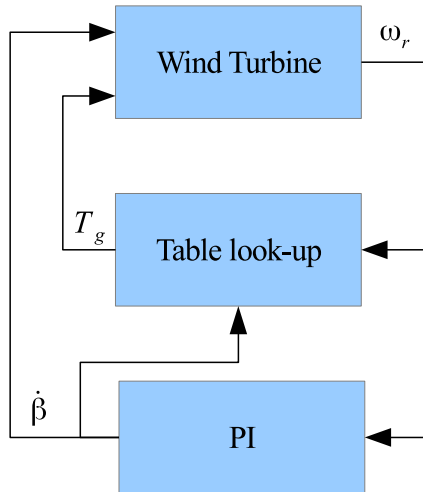 ω_r
Wind Turbine
T_g
Table look-up
β̇
PI